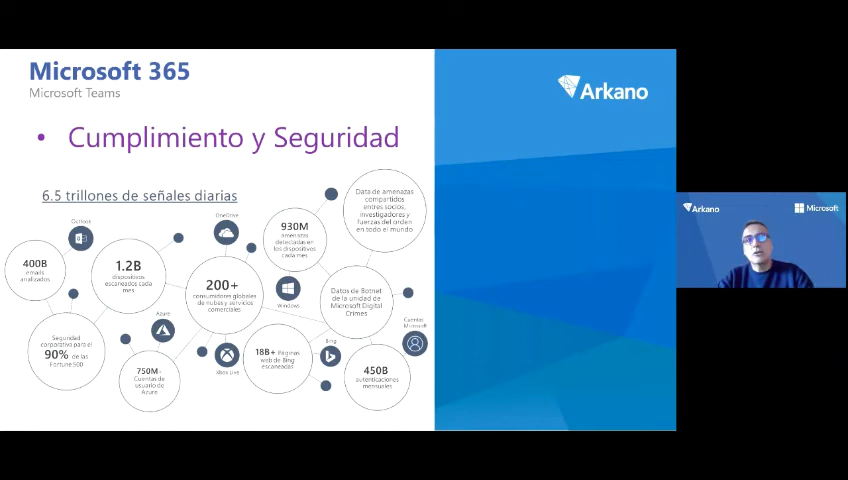 Microsoft 365
Microsoft Teams
Arkano
• Cumplimiento y Seguridad
6.5 trillones de señales diarias
Outlook
400B
emails
analizados
1.2B
dispositivos
escaneados cada
mes
OneDrive
200+
consumidores globales
de nubes y servicios
comerciales
930M
amenazas
detectadas en
los dispositivos
cada mes
Data de amenazas
compartidos
entres socios,
investigadores y
fuerzas del orden
en todo el mundo
Windows
Datos de Botnet
de la unidad de
Microsoft Digital
Crimes
Cuentas
Microsoft
Seguridad
corporativa para el
90% de las
Fortune 500
Azure
750M+
Cuentas de
usuario de
Azure
Xbox Live
18B+ Páginas
web de Bing
escaneadas
Bing
450B
autenticaciones
mensuales
Arkano
Microsoft